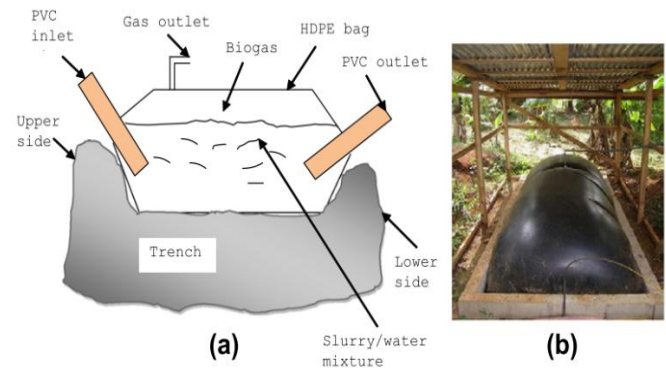 PVC
inlet
Gas outlet
Biogas
HDPE bag
PVC outlet
Upper
side
Trench
Lower
side
Slurry/water
mixture
(a)
(b)